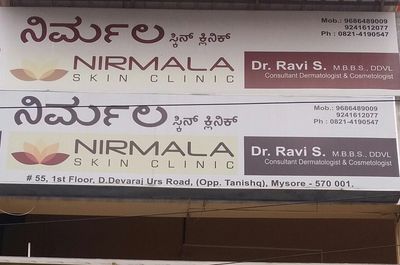 ನಿರ್ಮಲ ಸ್ಕಿನ್ ಕ್ಲಿನಿಕ್
Mob.: 9686489009
9241612077
Ph : 0821-4190547
NIRMALA
SKIN CLINIC
Dr. Ravi S. M.B.B.S., DDVL
Consultant Dermatologist & Cosmetologist
ನಿರ್ಮಲ ಸ್ಕಿನ್ ಕ್ಲಿನಿಕ್
Mob.: 9686489009
9241612077
Ph : 0821-4190547
NIRMALA
SKIN CLINIC
Dr. Ravi S. M.B.B.S., DDVL
Consultant Dermatologist & Cosmetologist
# 55, 1st Floor, D.Devaraj Urs Road, (Opp. Tanishq), Mysore - 570 001.